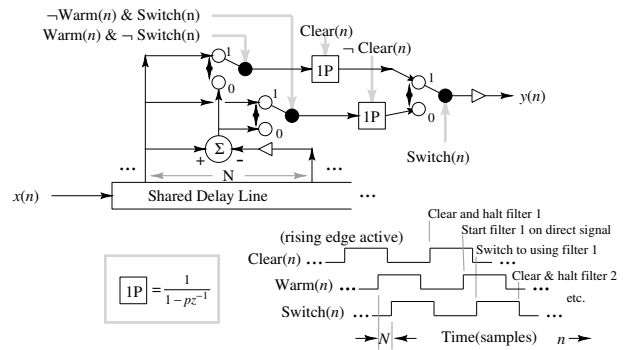 ¬Warm(n) & Switch(n)
Warm(n) & ¬ Switch(n)
Clear(n)
¬ Clear(n)
1
0
1P
1
0
1P
1
0
y(n)
Switch(n)
Σ
+
-
...
N
...
x(n)
Shared Delay Line
...
1P = 1 / 1 - pz⁻¹
(rising edge active)
Clear and halt filter 1
Start filter 1 on direct signal
Switch to using filter 1
Clear(n) ...
...
Clear & halt filter 2
Warm(n) ...
...
etc.
Switch(n) ...
...
N
Time(samples)
n